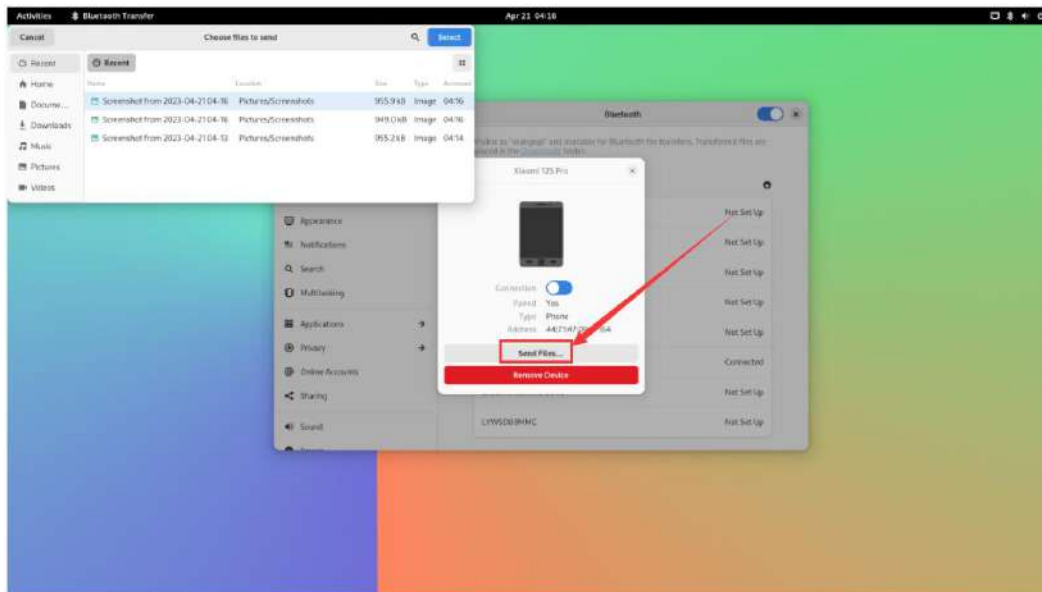 Activities
Bluetooth Transfer
Apr 21 04:16
Cancel
Choose files to send
Select
Recent
Home
Docume...
Downloads
Music
Pictures
Videos
Recent
Name
Location
Size
Type
Accessed
Screenshot from 2023-04-21 04-16 Pictures/Screenshots 955.9 kB Image 04:16
Screenshot from 2023-04-21 04-16 Pictures/Screenshots 949.0 kB Image 04:16
Screenshot from 2023-04-21 04-13 Pictures/Screenshots 955.2 kB Image 04:14
Bluetooth
Appearance
Notifications
Search
Multitasking
Applications
Privacy
Online Accounts
Sharing
Sound
Xiaomi 12S Pro
Connection
Paired Yes
Type Phone
Address
Send Files...
Remove Device
Not Set Up
Not Set Up
Not Set Up
Not Set Up
Not Set Up
Connected
Not Set Up
Not Set Up